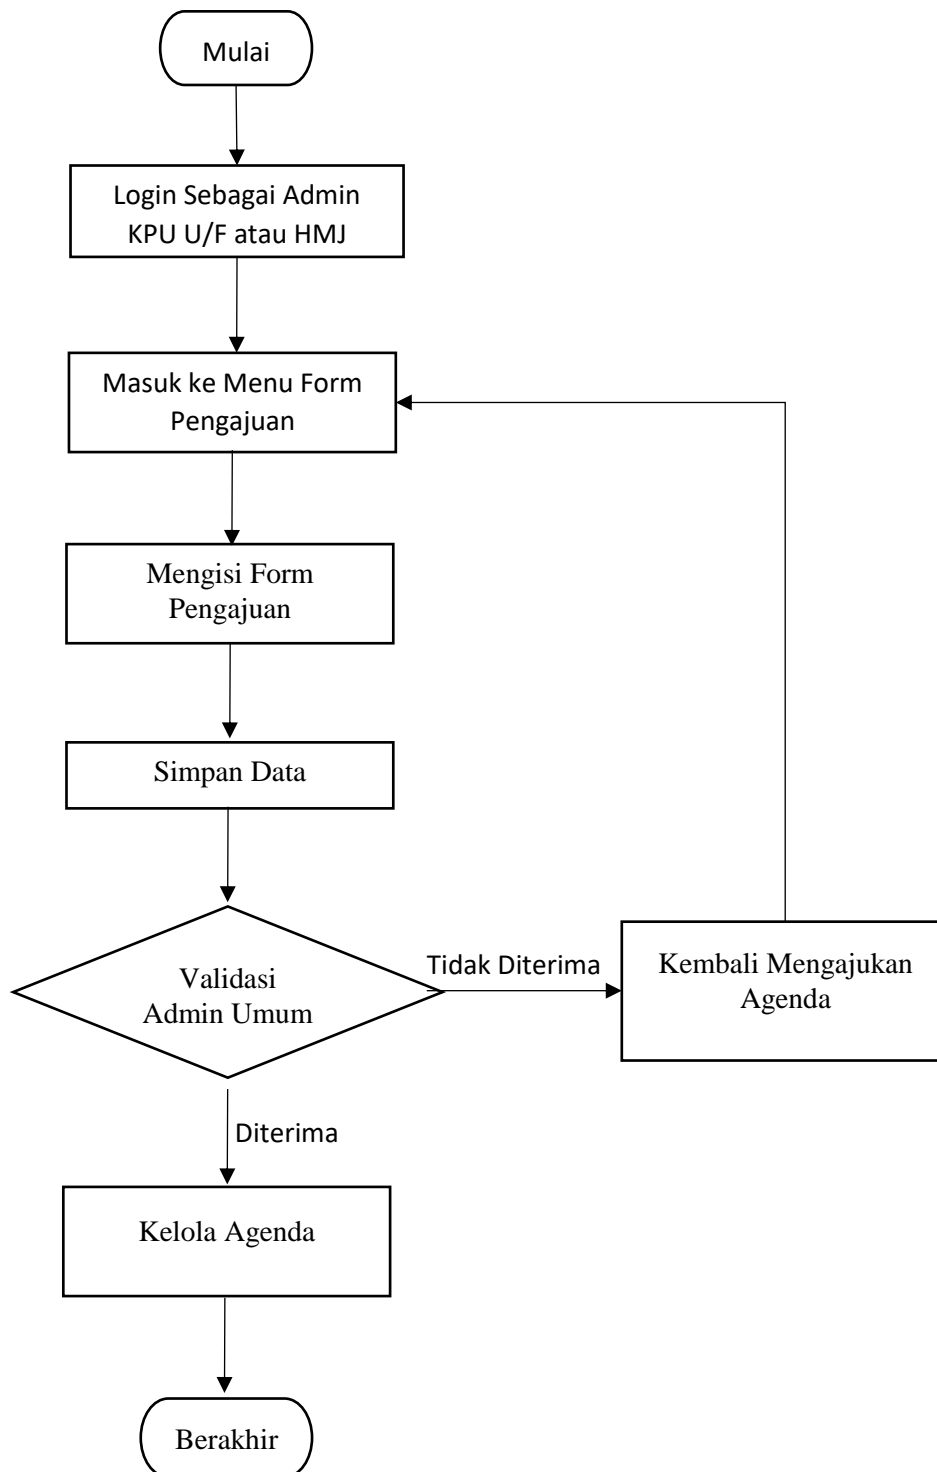 Mulai
Login Sebagai Admin
KPU U/F atau HMJ
Masuk ke Menu Form
Pengajuan
Mengisi Form
Pengajuan
Simpan Data
Validasi
Admin Umum
Tidak Diterima
Kembali Mengajukan
Agenda
Diterima
Kelola Agenda
Berakhir